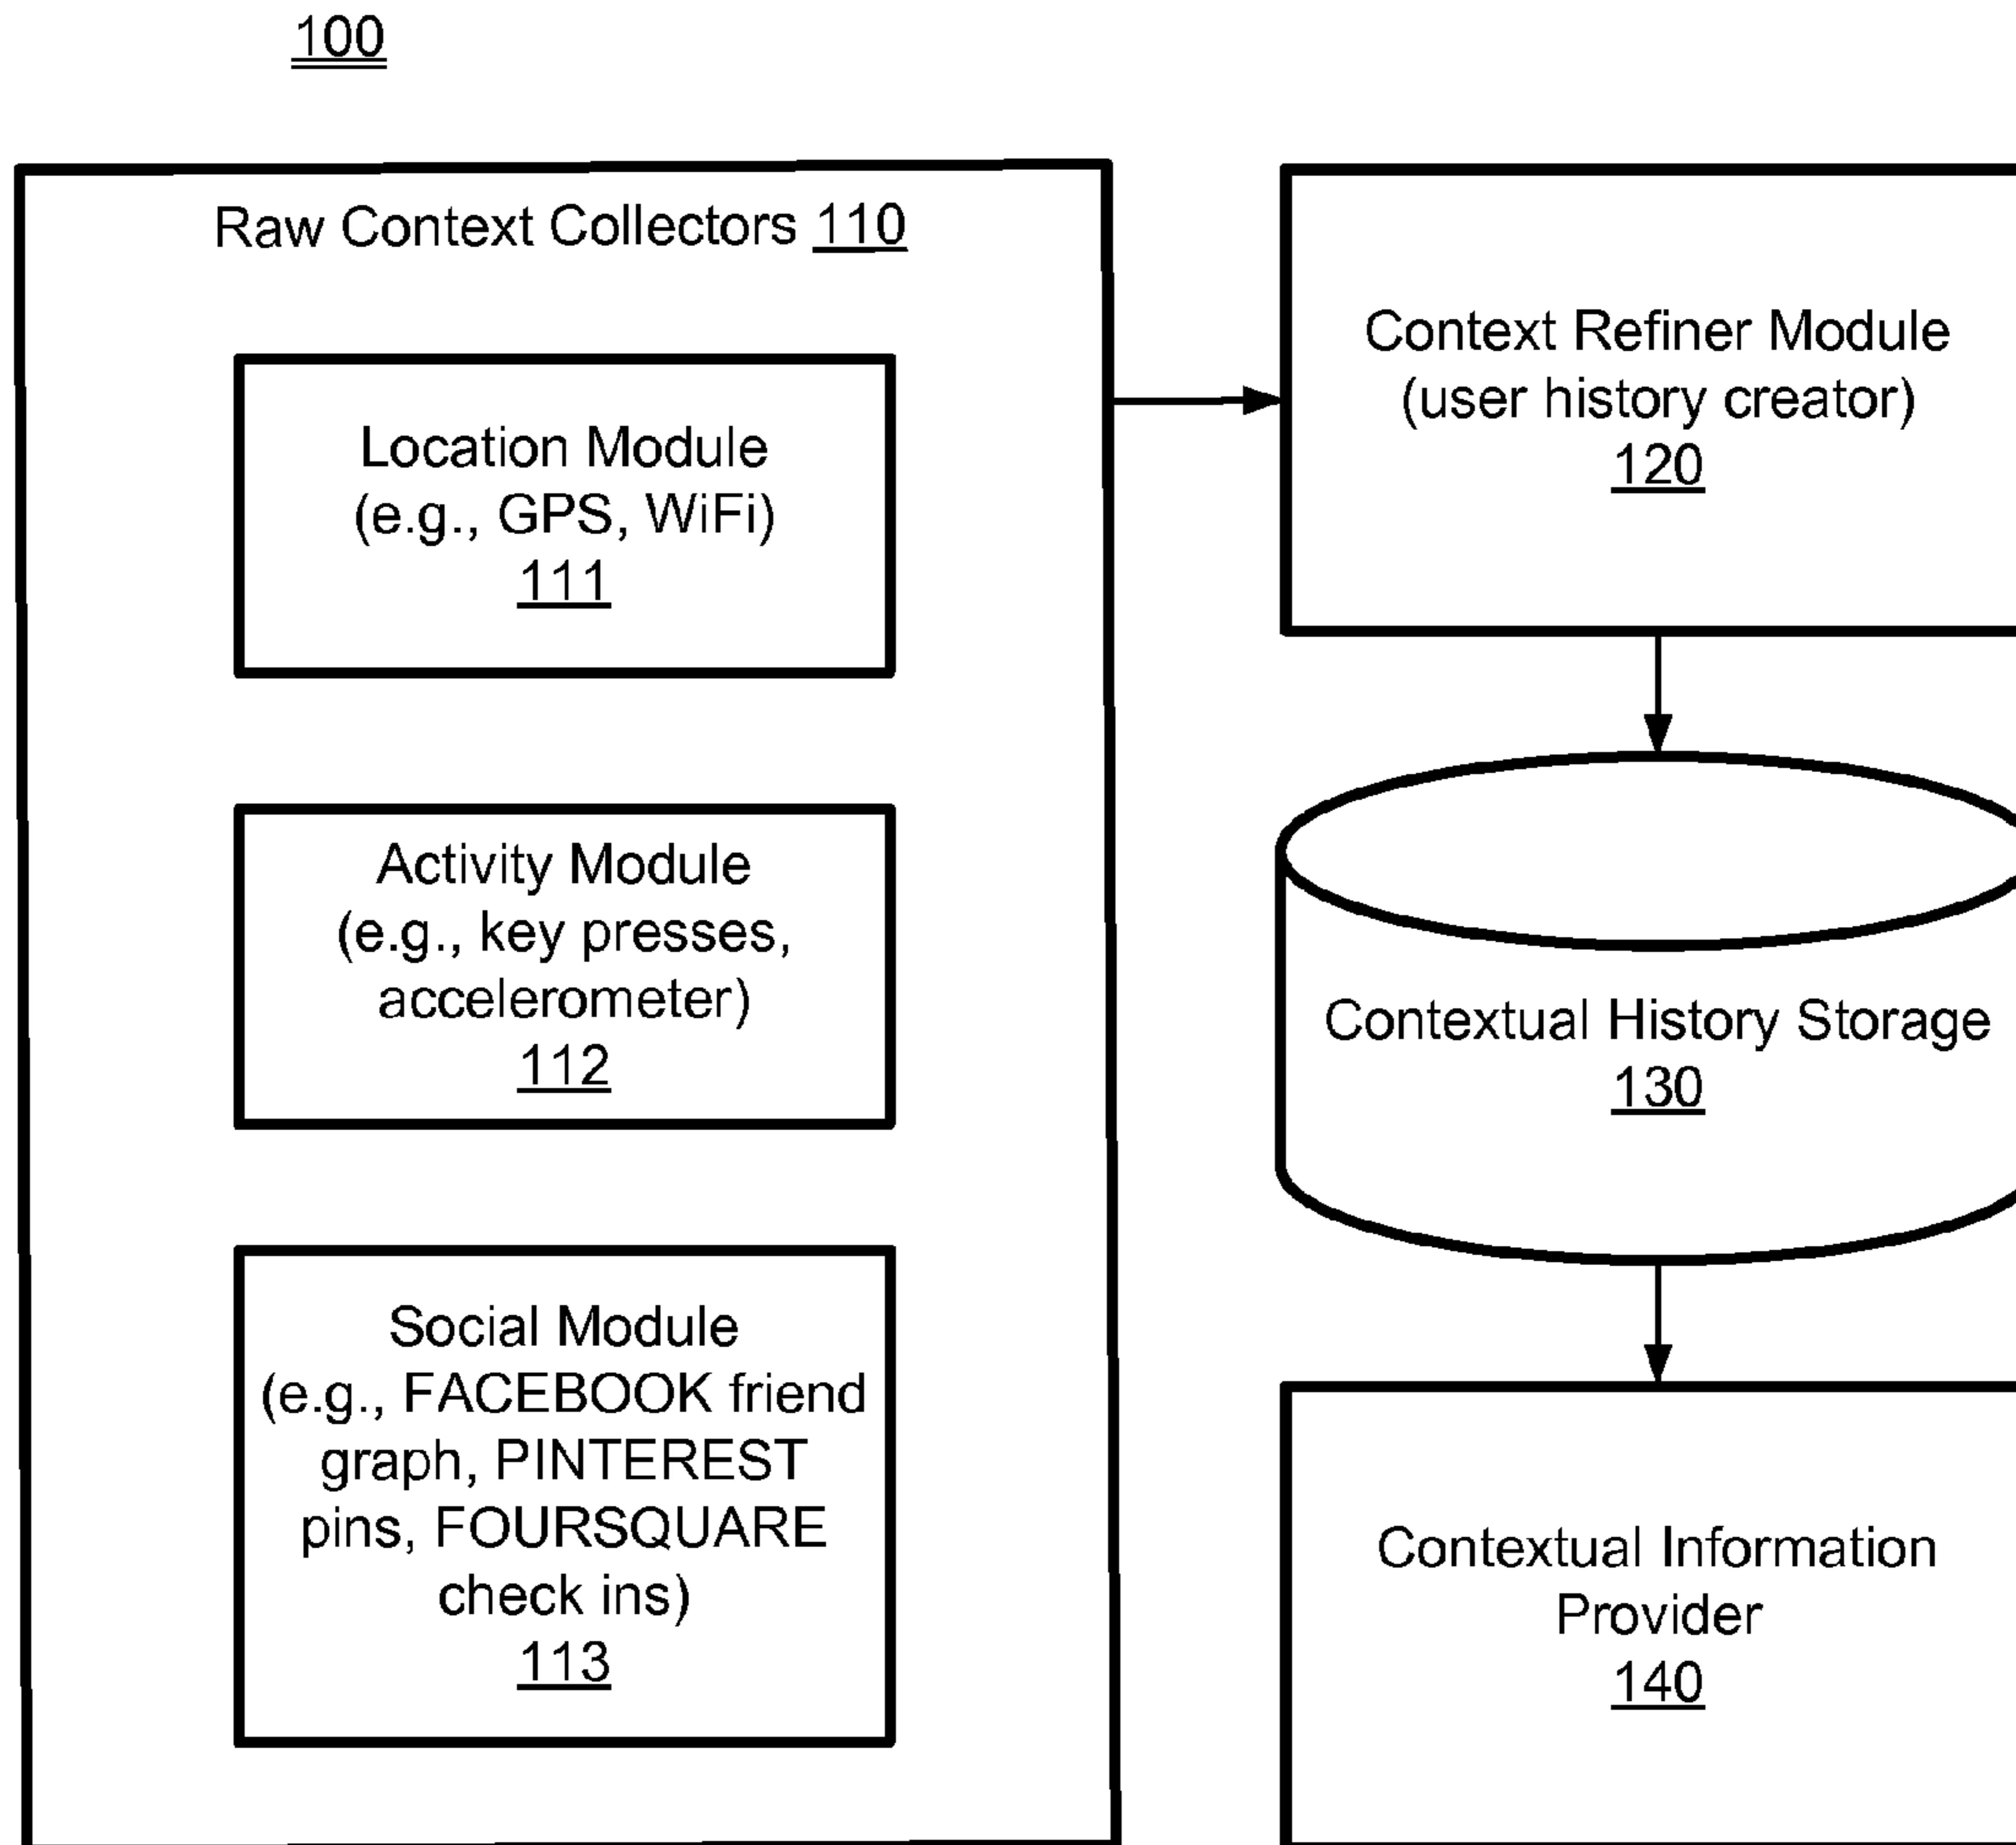 100
Raw Context Collectors 110
Location Module
(e.g., GPS, WiFi)
111
Activity Module
(e.g., key presses,
accelerometer)
112
Social Module
(e.g., FACEBOOK friend
graph, PINTEREST
pins, FOURSQUARE
check ins)
113
Context Refiner Module
(user history creator)
120
Contextual History Storage
130
Contextual Information
Provider
140